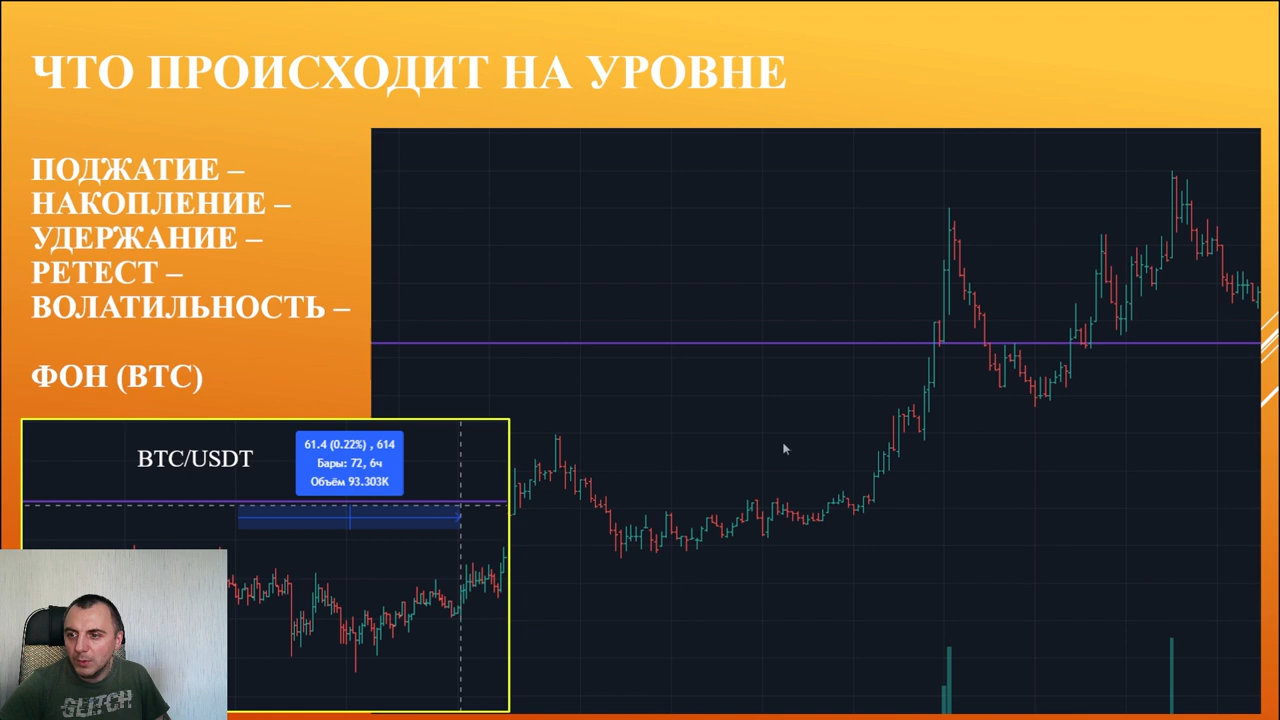 ЧТО ПРОИСХОДИТ НА УРОВНЕ
ПОДЖАТИЕ –
НАКОПЛЕНИЕ –
УДЕРЖАНИЕ –
РЕТЕСТ –
ВОЛАТИЛЬНОСТЬ –
ФОН (BTC)
BTC/USDT
61.4 (0.22%) , 614
Бары: 72, 6ч
Объём 93.303K
GLITCH